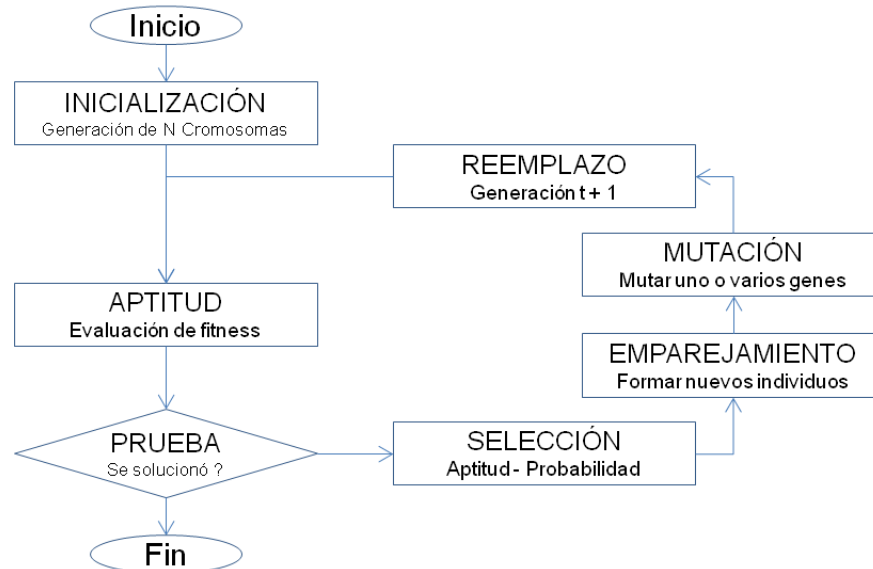 Inicio
INICIALIZACIÓN
Generación de N Cromosomas
REEMPLAZO
Generación t + 1
MUTACIÓN
Mutar uno o varios genes
APTITUD
Evaluación de fitness
EMPAREJAMIENTO
Formar nuevos individuos
PRUEBA
Se solucionó ?
SELECCIÓN
Aptitud - Probabilidad
Fin